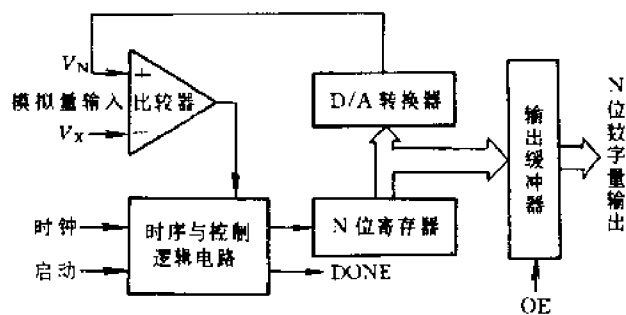 V_N
+
模拟量输入
比较器
V_X
−
D/A 转换器
输出缓冲器
N位数字量输出
时钟
时序与控制
逻辑电路
N 位寄存器
启动
DONE
OE